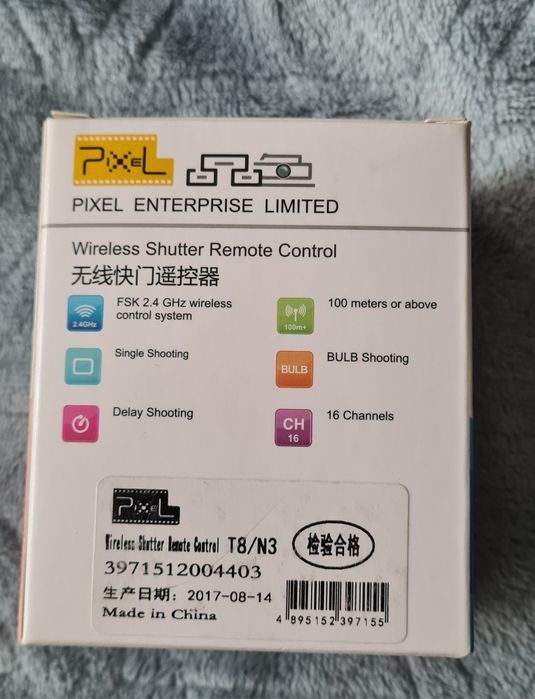 PIXEL 品色
PIXEL ENTERPRISE LIMITED
Wireless Shutter Remote Control
无线快门遥控器
2.4GHz
FSK 2.4 GHz wireless
control system
100m+
100 meters or above
Single Shooting
BULB
BULB Shooting
Delay Shooting
CH
16
16 Channels
PIXEL
Wireless Shutter Remote Control T8/N3
检验合格
3971512004403
生产日期: 2017-08-14
Made in China
4 895152 397155